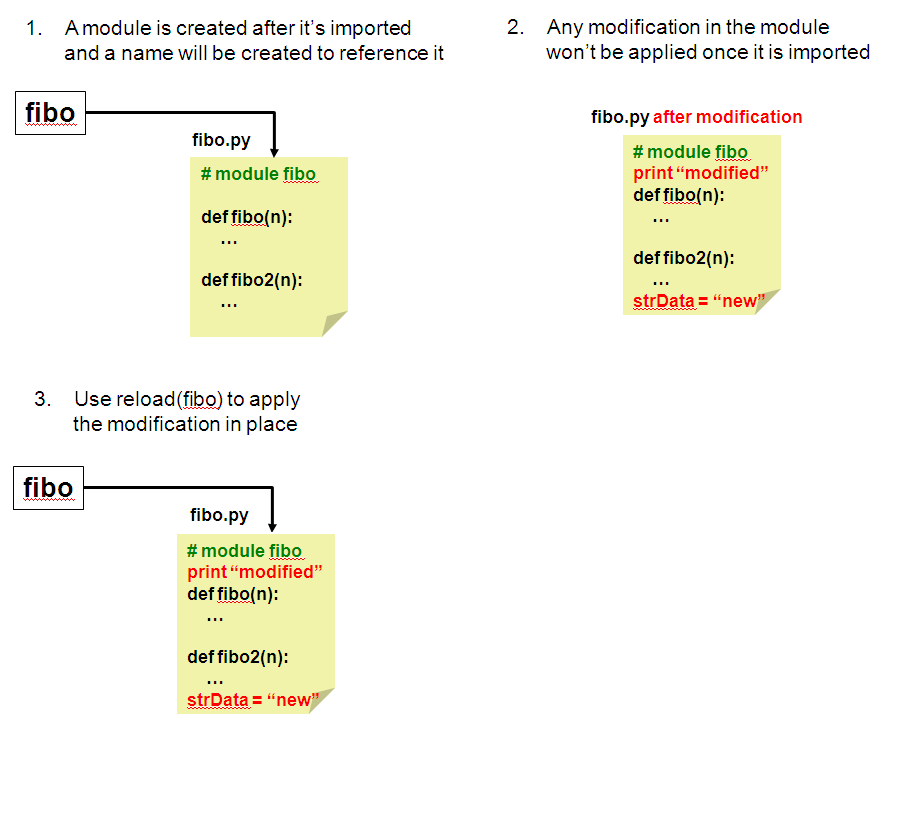 1. A module is created after it's imported
and a name will be created to reference it
fibo
fibo.py
# module fibo
def fibo(n):
...
def fibo2(n):
...
2. Any modification in the module
won't be applied once it is imported
fibo.py after modification
# module fibo
print “modified”
def fibo(n):
...
def fibo2(n):
...
strData = “new”
3. Use reload(fibo) to apply
the modification in place
fibo
fibo.py
# module fibo
print “modified”
def fibo(n):
...
def fibo2(n):
...
strData = “new”